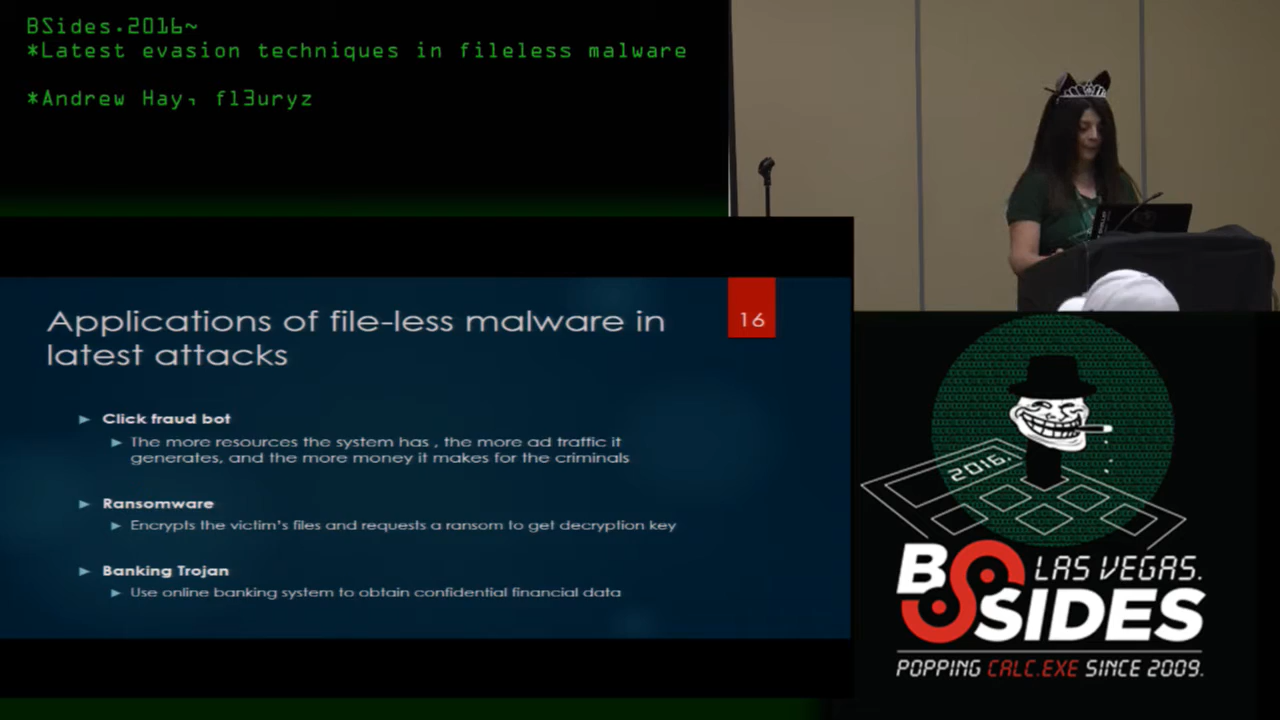 BSides.2016~
*Latest evasion techniques in fileless malware
*Andrew Hay, fl3uryz
16
Applications of file-less malware in
latest attacks
Click fraud bot
The more resources the system has , the more ad traffic it
generates, and the more money it makes for the criminals
Ransomware
Encrypts the victim's files and requests a ransom to get decryption key
Banking Trojan
Use online banking system to obtain confidential financial data
2016.
BSIDES
LAS VEGAS.
POPPING CALC.EXE SINCE 2009.